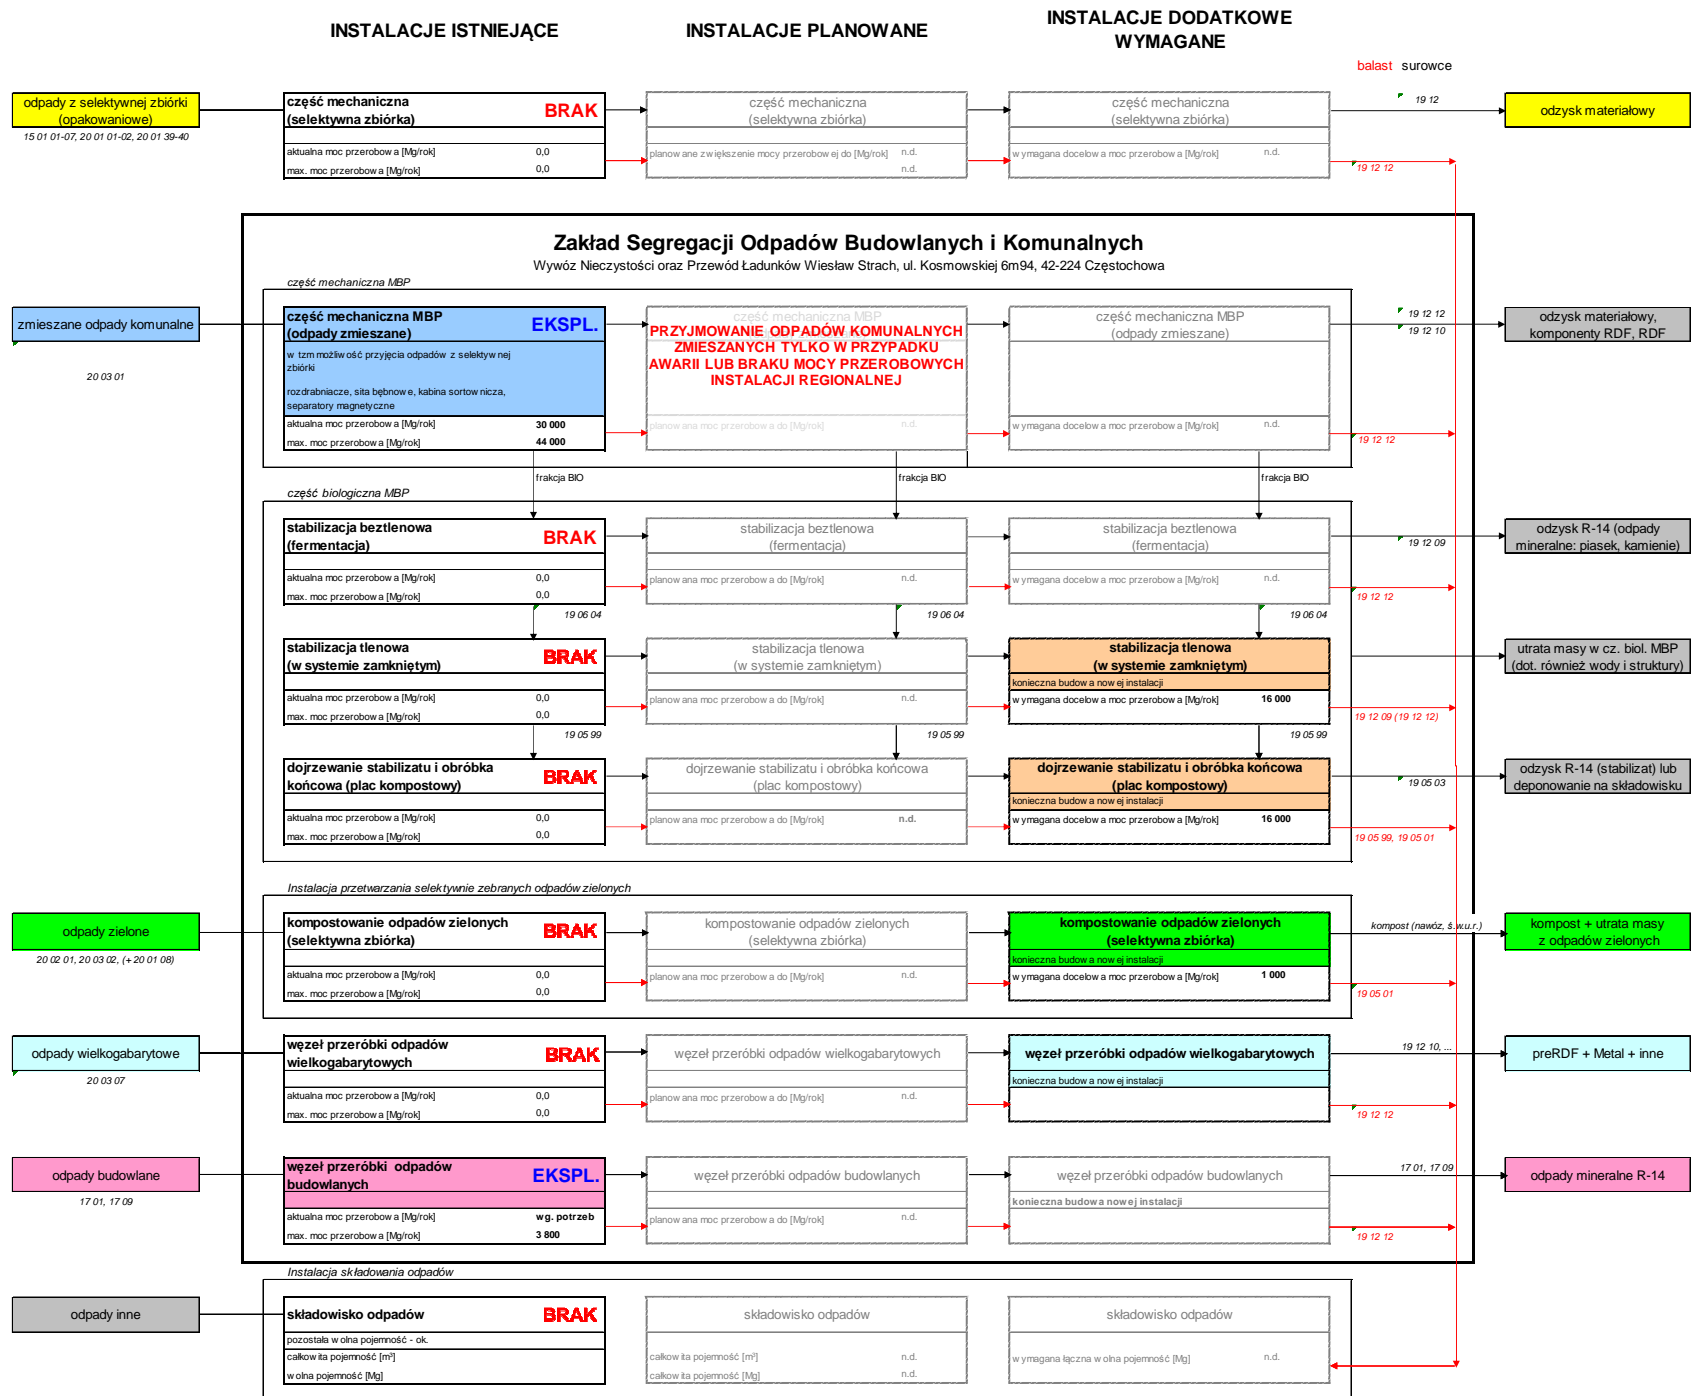 INSTALACJE ISTNIEJĄCE
INSTALACJE PLANOWANE
INSTALACJE DODATKOWE
WYMAGANE
balast surowce
odpady z selektywnej zbiórki
(opakowaniowe)
15 01 01-07, 20 01 01-02, 20 01 39-40
część mechaniczna
(selektywna zbiórka)
BRAK
aktualna moc przerobowa [Mg/rok] 0,0
max. moc przerobowa [Mg/rok] 0,0
część mechaniczna
(selektywna zbiórka)
planowane zwiększenie mocy przerobowej do [Mg/rok] n.d.
n.d.
część mechaniczna
(selektywna zbiórka)
wymagana docelowa moc przerobowa [Mg/rok] n.d.
19 12
19 12 12
odzysk materiałowy
Zakład Segregacji Odpadów Budowlanych i Komunalnych
Wywóz Nieczystości oraz Przewód Ładunków Wiesław Strach, ul. Kosmowskiej 6m94, 42-224 Częstochowa
część mechaniczna MBP
zmieszane odpady komunalne
20 03 01
część mechaniczna MBP
(odpady zmieszane)
EKSPL.
w tzm możliwość przyjęcia odpadów z selektywnej
zbiórki
rozdrabniacze, sita bębnowe, kabina sortownicza,
separatory magnetyczne
aktualna moc przerobowa [Mg/rok] 30 000
max. moc przerobowa [Mg/rok] 44 000
część mechaniczna MBP
PRZYJMOWANIE ODPADÓW KOMUNALNYCH
ZMIESZANYCH TYLKO W PRZYPADKU
AWARII LUB BRAKU MOCY PRZEROBOWYCH
INSTALACJI REGIONALNEJ
planowana moc przerobowa do [Mg/rok] n.d.
część mechaniczna MBP
(odpady zmieszane)
wymagana docelowa moc przerobowa [Mg/rok] n.d.
19 12 12
19 12 10
19 12 12
odzysk materiałowy,
komponenty RDF, RDF
frakcja BIO
frakcja BIO
frakcja BIO
część biologiczna MBP
stabilizacja beztlenowa
(fermentacja)
BRAK
aktualna moc przerobowa [Mg/rok] 0,0
max. moc przerobowa [Mg/rok] 0,0
stabilizacja beztlenowa
(fermentacja)
planowana moc przerobowa do [Mg/rok] n.d.
stabilizacja beztlenowa
(fermentacja)
wymagana docelowa moc przerobowa [Mg/rok] n.d.
19 12 09
19 12 12
odzysk R-14 (odpady
mineralne: piasek, kamienie)
19 06 04
19 06 04
19 06 04
stabilizacja tlenowa
(w systemie zamkniętym)
BRAK
aktualna moc przerobowa [Mg/rok] 0,0
max. moc przerobowa [Mg/rok] 0,0
stabilizacja tlenowa
(w systemie zamkniętym)
planowana moc przerobowa do [Mg/rok] n.d.
stabilizacja tlenowa
(w systemie zamkniętym)
konieczna budowa nowej instalacji
wymagana docelowa moc przerobowa [Mg/rok] 16 000
19 12 09 (19 12 12)
utrata masy w cz. biol. MBP
(dot. również wody i struktury)
19 05 99
19 05 99
19 05 99
dojrzewanie stabilizatu i obróbka
końcowa (plac kompostowy)
BRAK
aktualna moc przerobowa [Mg/rok] 0,0
max. moc przerobowa [Mg/rok] 0,0
dojrzewanie stabilizatu i obróbka końcowa
(plac kompostowy)
planowana moc przerobowa do [Mg/rok] n.d.
dojrzewanie stabilizatu i obróbka końcowa
(plac kompostowy)
konieczna budowa nowej instalacji
wymagana docelowa moc przerobowa [Mg/rok] 16 000
19 05 03
19 05 99, 19 05 01
odzysk R-14 (stabilizat) lub
deponowanie na składowisku
Instalacja przetwarzania selektywnie zebranych odpadów zielonych
odpady zielone
20 02 01, 20 03 02, (+ 20 01 08)
kompostowanie odpadów zielonych
(selektywna zbiórka)
BRAK
aktualna moc przerobowa [Mg/rok] 0,0
max. moc przerobowa [Mg/rok] 0,0
kompostowanie odpadów zielonych
(selektywna zbiórka)
planowana moc przerobowa do [Mg/rok] n.d.
kompostowanie odpadów zielonych
(selektywna zbiórka)
konieczna budowa nowej instalacji
wymagana docelowa moc przerobowa [Mg/rok] 1 000
kompost (nawóz, ś.w.u.r.)
19 05 01
kompost + utrata masy
z odpadów zielonych
odpady wielkogabarytowe
20 03 07
węzeł przeróbki odpadów
wielkogabarytowych
BRAK
aktualna moc przerobowa [Mg/rok] 0,0
max. moc przerobowa [Mg/rok] 0,0
węzeł przeróbki odpadów wielkogabarytowych
planowana moc przerobowa do [Mg/rok] n.d.
węzeł przeróbki odpadów wielkogabarytowych
konieczna budowa nowej instalacji
19 12 10, ...
19 12 12
preRDF + Metal + inne
odpady budowlane
17 01, 17 09
węzeł przeróbki odpadów
budowlanych
EKSPL.
aktualna moc przerobowa [Mg/rok] wg. potrzeb
max. moc przerobowa [Mg/rok] 3 800
węzeł przeróbki odpadów budowlanych
planowana moc przerobowa do [Mg/rok] n.d.
węzeł przeróbki odpadów budowlanych
konieczna budowa nowej instalacji
17 01, 17 09
19 12 12
odpady mineralne R-14
Instalacja składowania odpadów
odpady inne
składowisko odpadów
BRAK
pozostała wolna pojemność - ok.
całkowita pojemność [m³]
wolna pojemność [Mg]
składowisko odpadów
całkowita pojemność [m³] n.d.
całkowita pojemność [Mg] n.d.
składowisko odpadów
wymagana łączna wolna pojemność [Mg] n.d.